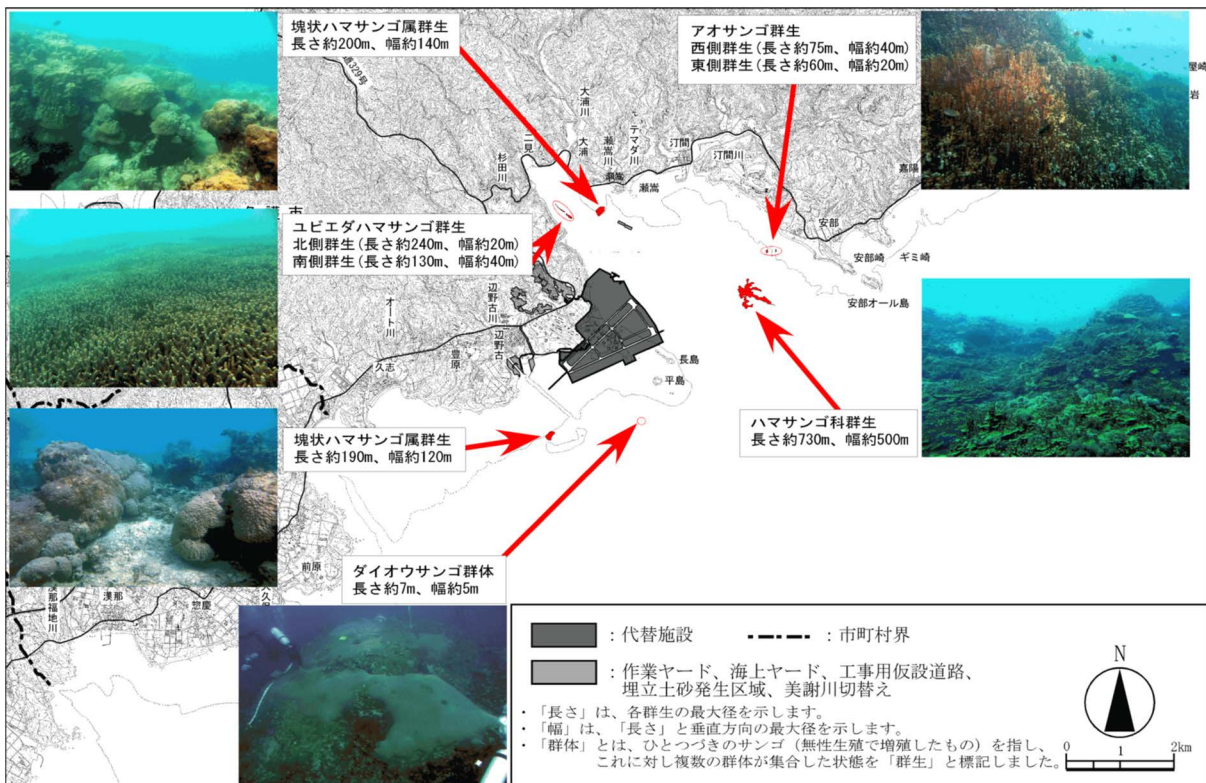 塊状ハマサンゴ属群生
長さ約200m、幅約140m
アオサンゴ群生
西側群生(長さ約75m、幅約40m)
東側群生(長さ約60m、幅約20m)
道329号
大浦川
二見
大浦
瀬嵩川
瀬嵩
テマダ川
汀間
汀間川
杉田川
瀬嵩
嘉陽
安部
安部崎
ギミ崎
安部オール島
ユビエダハマサンゴ群生
北側群生(長さ約240m、幅約20m)
南側群生(長さ約130m、幅約40m)
オート川
辺野古川
辺野古
豊原
久志
長島
平島
塊状ハマサンゴ属群生
長さ約190m、幅約120m
ハマサンゴ科群生
長さ約730m、幅約500m
ダイオウサンゴ群体
長さ約7m、幅約5m
前原
那福地川
漢那
惣慶
：代替施設
：市町村界
：作業ヤード、海上ヤード、工事用仮設道路、
埋立土砂発生区域、美謝川切替え
・「長さ」は、各群生の最大径を示します。
・「幅」は、「長さ」と垂直方向の最大径を示します。
・「群体」とは、ひとつづきのサンゴ（無性生殖で増殖したもの）を指し、
これに対し複数の群体が集合した状態を「群生」と標記しました。
N
0 1 2km